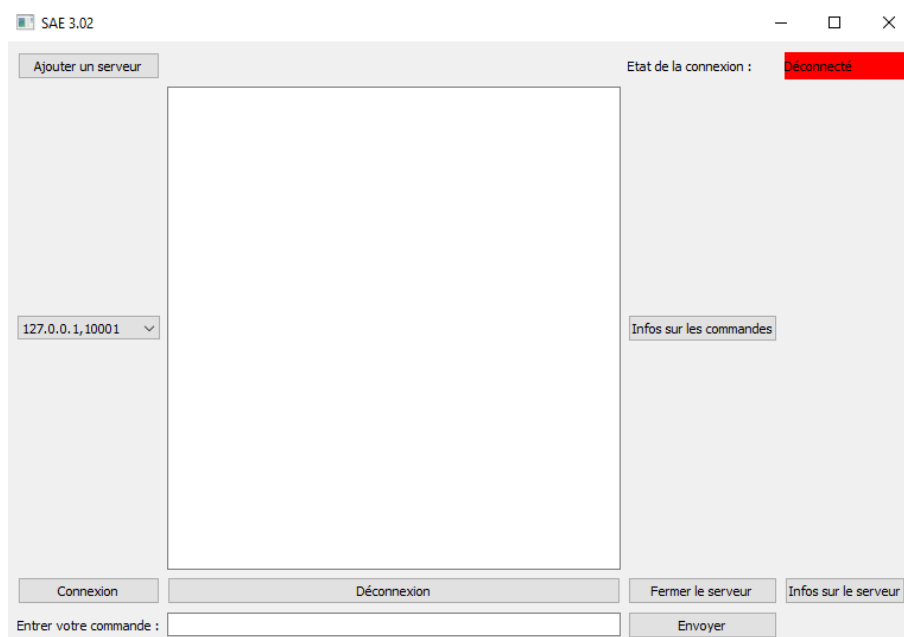 SAE 3.02
Ajouter un serveur
Etat de la connexion :
Déconnecté
127.0.0.1,10001
Infos sur les commandes
Connexion
Déconnexion
Fermer le serveur
Infos sur le serveur
Entrer votre commande :
Envoyer